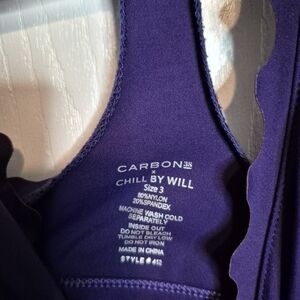 CARBON38
x
CHILL BY WILL
Size 3
80%NYLON
20%SPANDEX
MACHINE WASH COLD
SEPARATELY
INSIDE OUT
DO NOT BLEACH
TUMBLE DRY LOW
DO NOT IRON
MADE IN CHINA
STYLE # 413